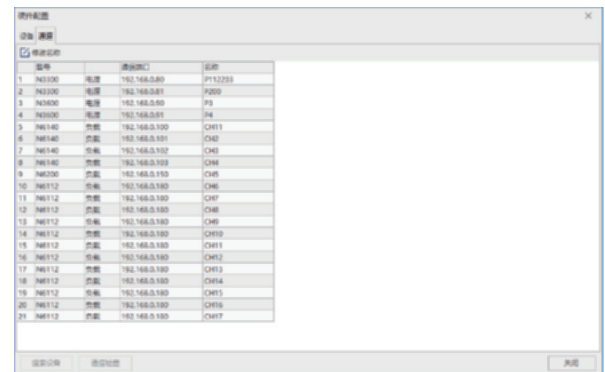 硬件配置
设备 通道
修改名称
型号 通讯端口 名称
1 N3300 电源 192.168.0.80 P112203
2 N3300 电源 192.168.0.81 P200
3 N3600 电源 192.168.0.90 P3
4 N3600 电源 192.168.0.91 P4
5 N6140 负载 192.168.0.100 CH11
6 N6140 负载 192.168.0.101 CH2
7 N6140 负载 192.168.0.102 CH3
8 N6140 负载 192.168.0.103 CH4
9 N6200 负载 192.168.0.150 CH5
10 N6112 负载 192.168.0.180 CH6
11 N6112 负载 192.168.0.180 CH7
12 N6112 负载 192.168.0.180 CH8
13 N6112 负载 192.168.0.180 CH9
14 N6112 负载 192.168.0.180 CH10
15 N6112 负载 192.168.0.180 CH11
16 N6112 负载 192.168.0.180 CH12
17 N6112 负载 192.168.0.180 CH13
18 N6112 负载 192.168.0.180 CH14
19 N6112 负载 192.168.0.180 CH15
20 N6112 负载 192.168.0.180 CH16
21 N6112 负载 192.168.0.180 CH17
搜索设备 关闭